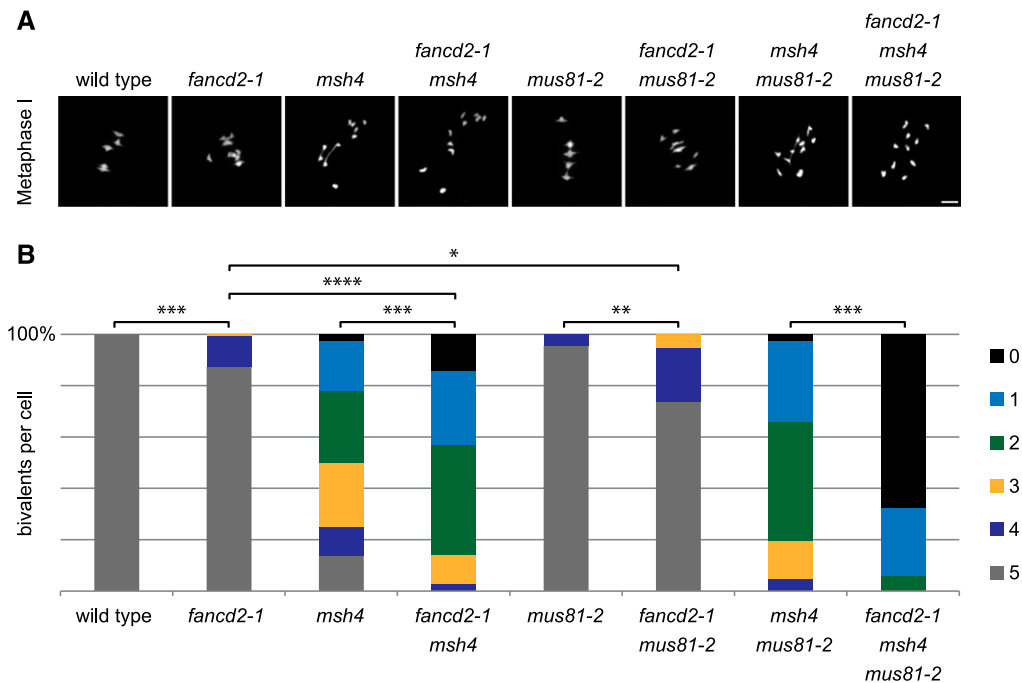 A
fancd2-1
fancd2-1 fancd2-1 msh4 msh4
wild type fancd2-1 msh4 msh4 mus81-2 mus81-2 mus81-2 mus81-2
Metaphase I
B
*
****
*** *** ** ***
100%
bivalents per cell
0
1
2
3
4
5
wild type fancd2-1 msh4 fancd2-1 mus81-2 fancd2-1 msh4 fancd2-1
msh4 mus81-2 mus81-2 msh4
mus81-2